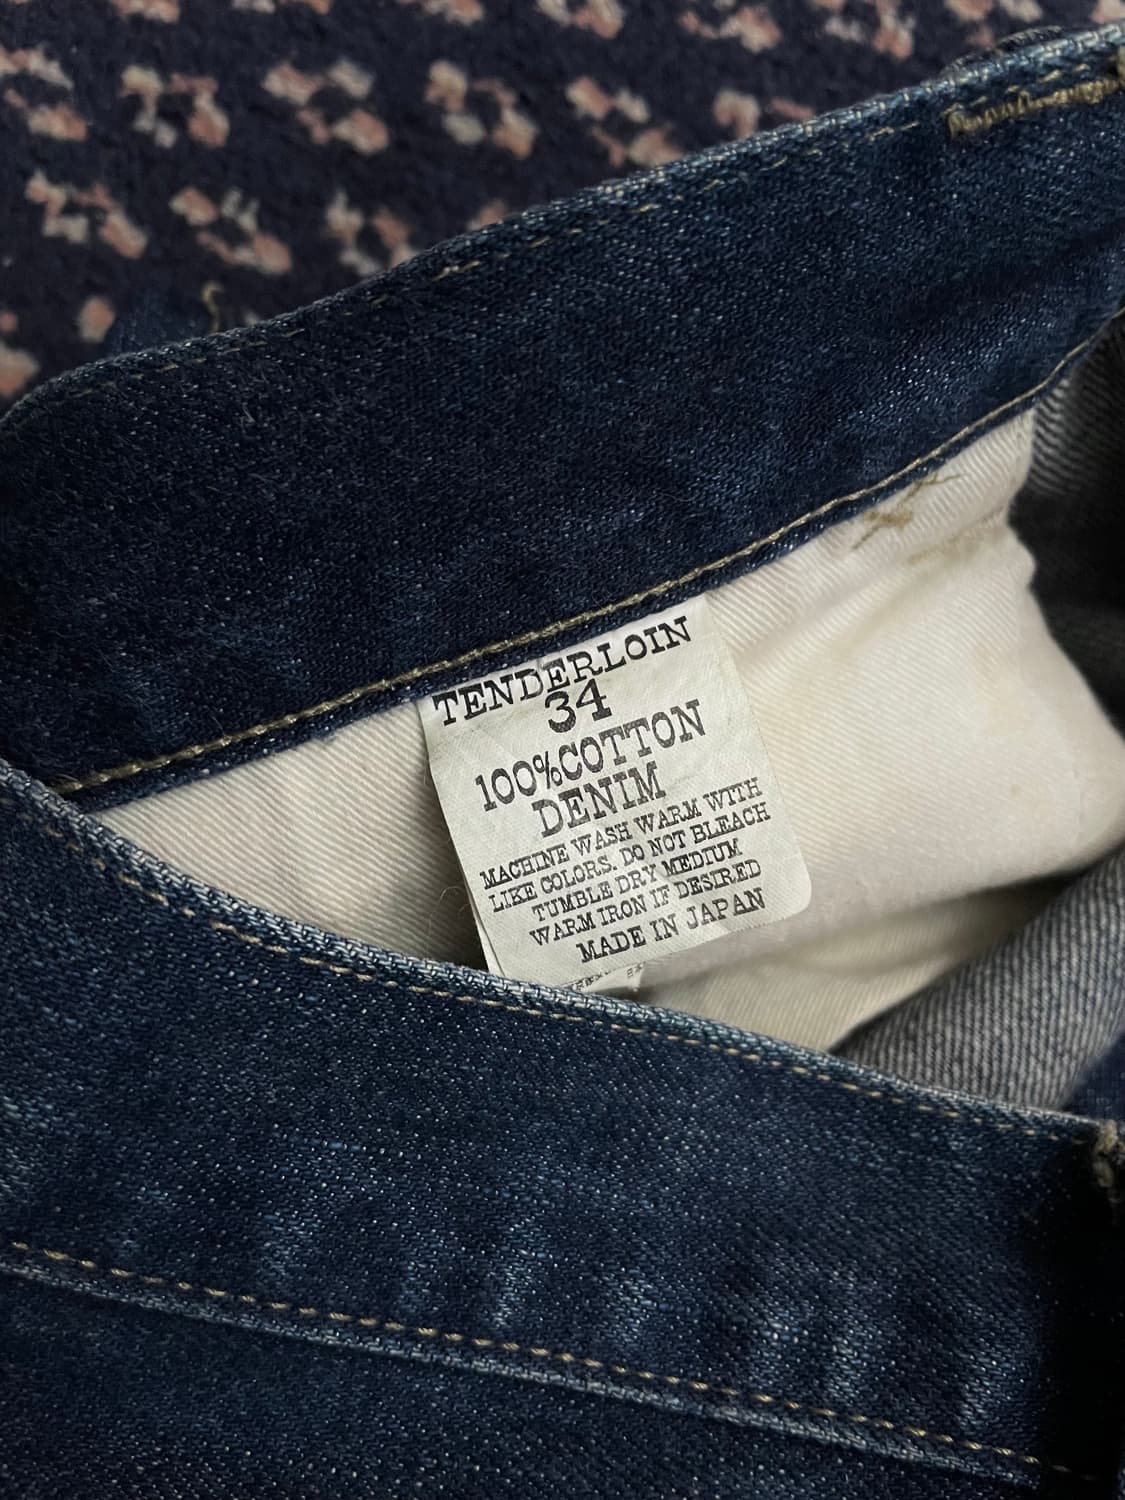 TENDERLOIN
34
100%COTTON
DENIM
MACHINE WASH WARM WITH
LIKE COLORS. DO NOT BLEACH
TUMBLE DRY MEDIUM
WARM IRON IF DESIRED
MADE IN JAPAN